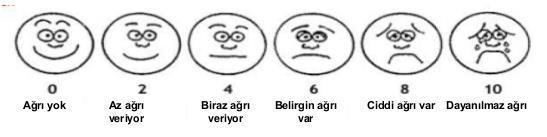 0 2 4 6 8 10
Ağrı yok Az ağrı Biraz ağrı Belirgin ağrı Ciddi ağrı var Dayanılmaz ağrı
veriyor veriyor var